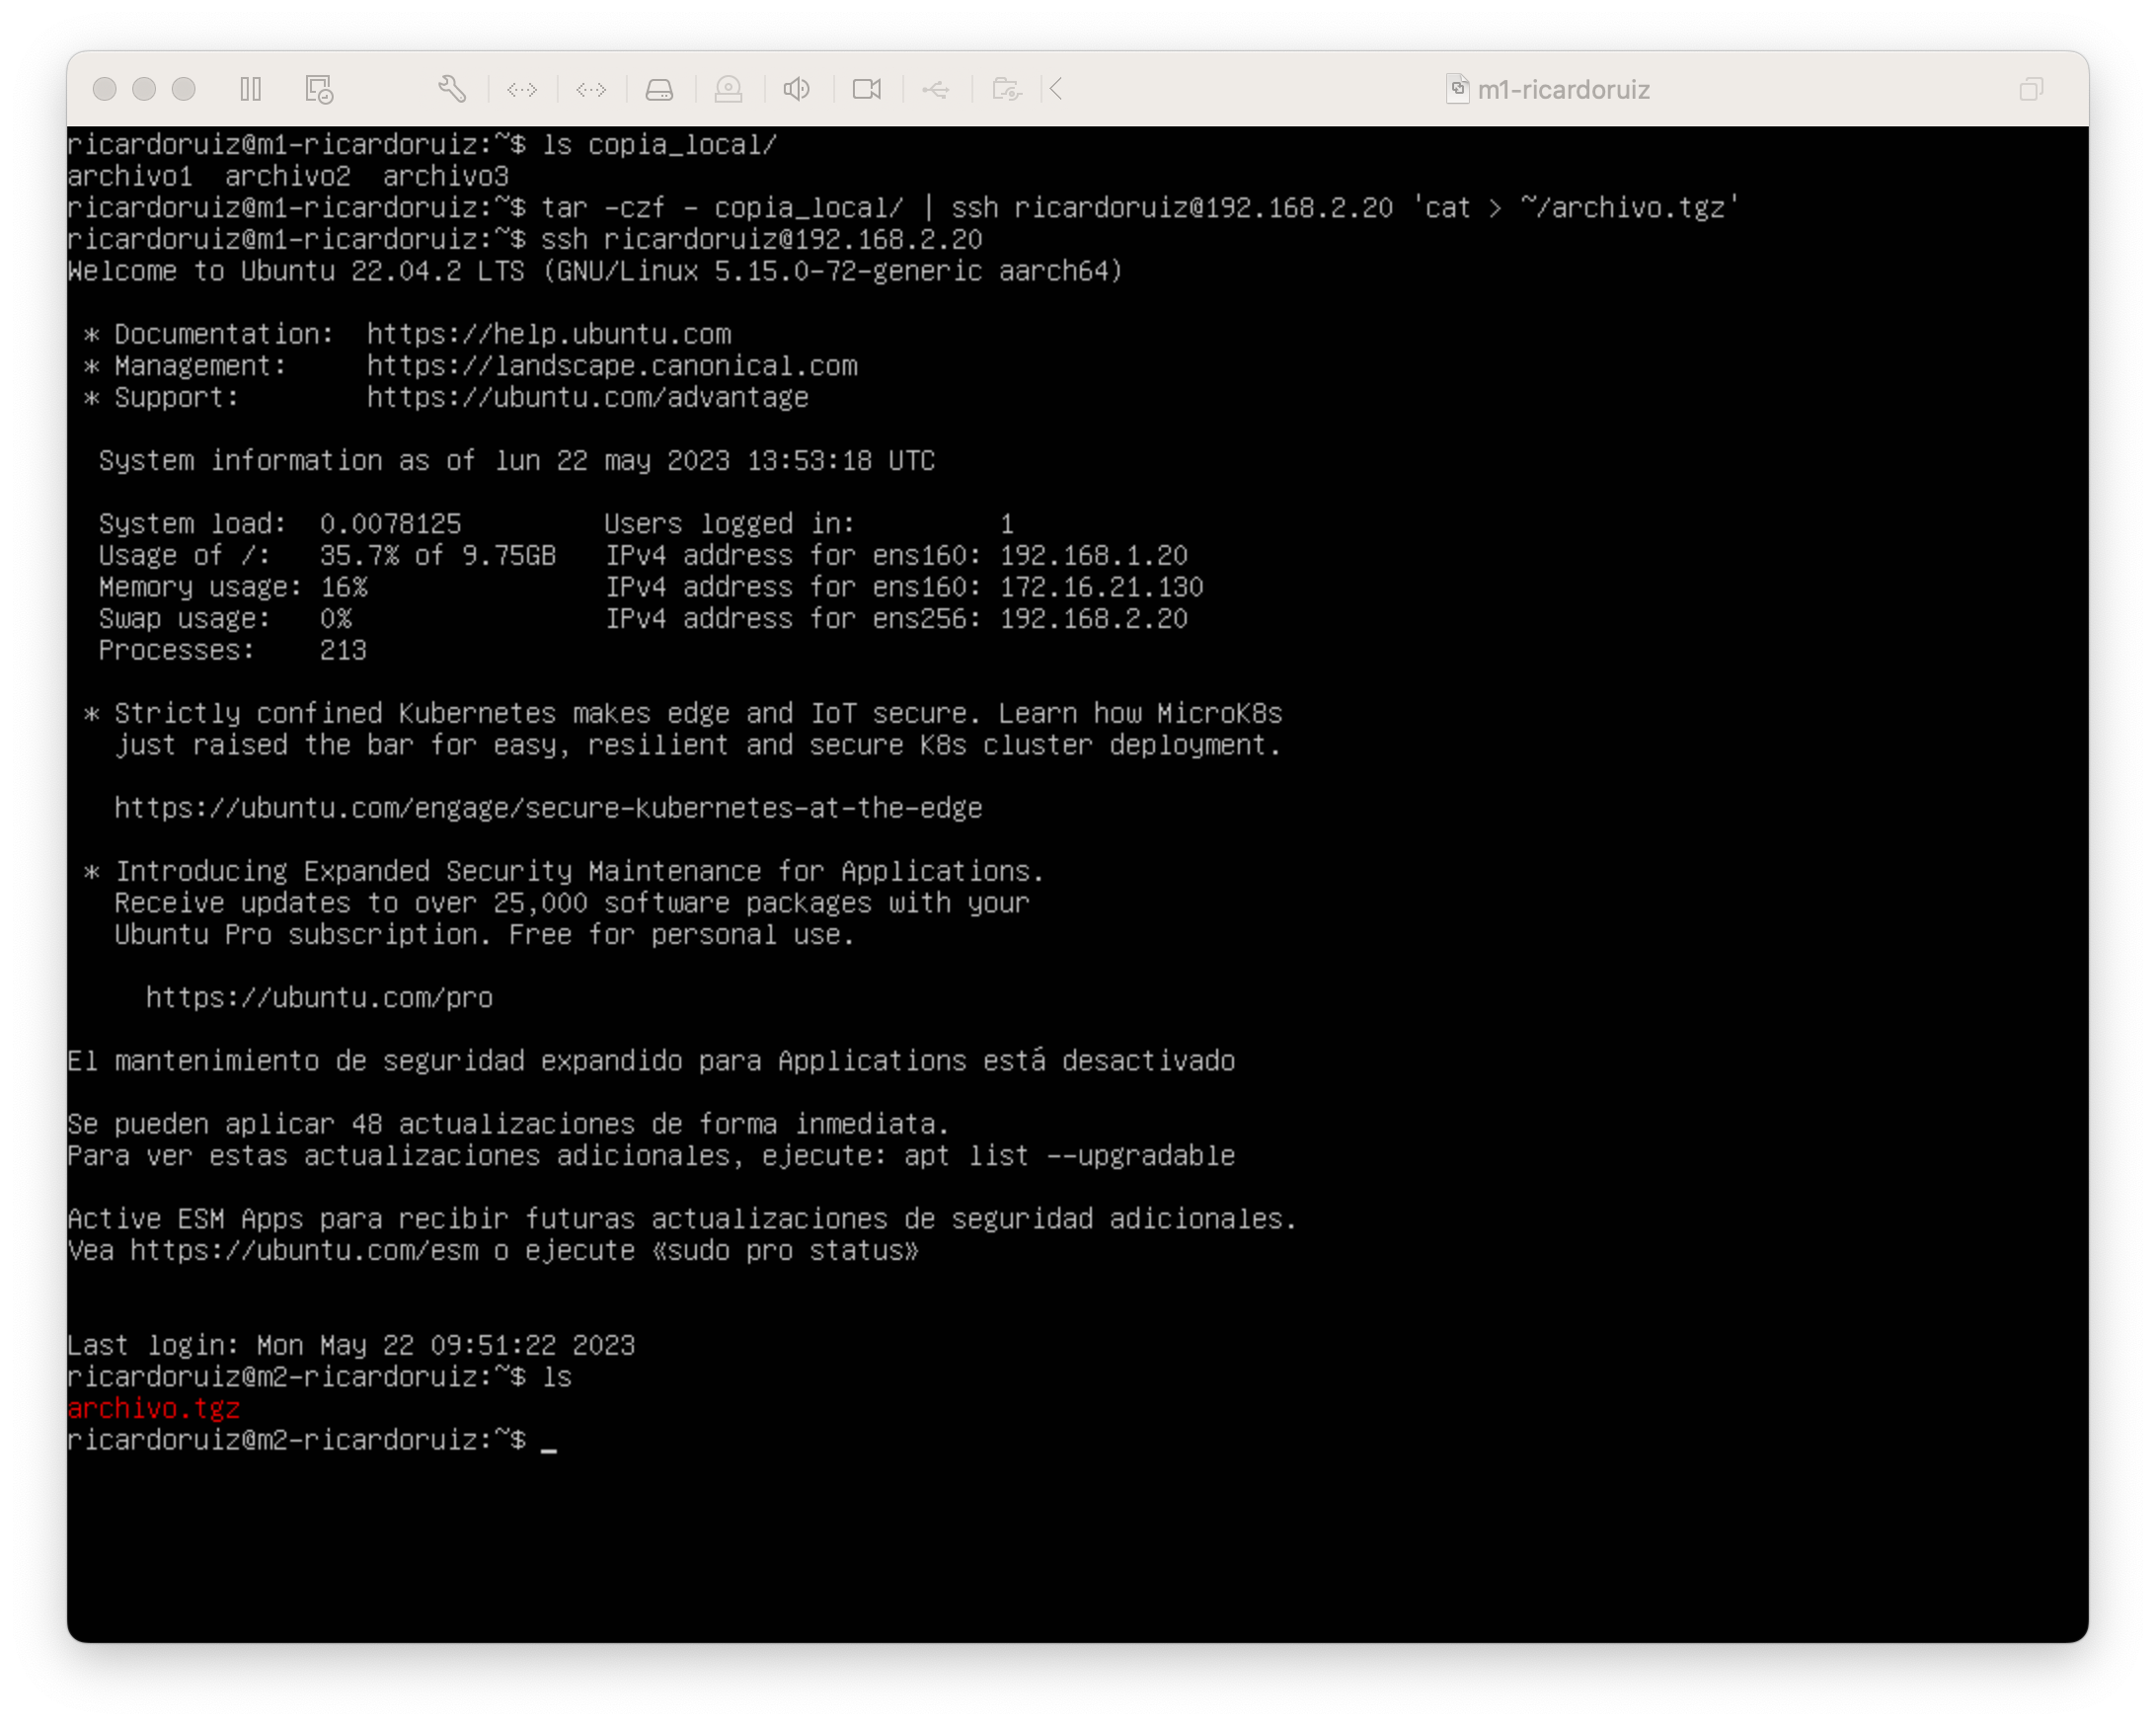 m1-ricardoruiz
ricardoruiz@m1-ricardoruiz:~$ ls copia_local/
archivo1  archivo2  archivo3
ricardoruiz@m1-ricardoruiz:~$ tar -czf - copia_local/ | ssh ricardoruiz@192.168.2.20 'cat > ~/archivo.tgz'
ricardoruiz@m1-ricardoruiz:~$ ssh ricardoruiz@192.168.2.20
Welcome to Ubuntu 22.04.2 LTS (GNU/Linux 5.15.0-72-generic aarch64)
 * Documentation:  https://help.ubuntu.com
 * Management:     https://landscape.canonical.com
 * Support:        https://ubuntu.com/advantage
  System information as of lun 22 may 2023 13:53:18 UTC
  System load:  0.0078125         Users logged in:         1
  Usage of /:   35.7% of 9.75GB   IPv4 address for ens160: 192.168.1.20
  Memory usage: 16%               IPv4 address for ens160: 172.16.21.130
  Swap usage:   0%                IPv4 address for ens256: 192.168.2.20
  Processes:    213
 * Strictly confined Kubernetes makes edge and IoT secure. Learn how MicroK8s
   just raised the bar for easy, resilient and secure K8s cluster deployment.
   https://ubuntu.com/engage/secure-kubernetes-at-the-edge
 * Introducing Expanded Security Maintenance for Applications.
   Receive updates to over 25,000 software packages with your
   Ubuntu Pro subscription. Free for personal use.
     https://ubuntu.com/pro
El mantenimiento de seguridad expandido para Applications está desactivado
Se pueden aplicar 48 actualizaciones de forma inmediata.
Para ver estas actualizaciones adicionales, ejecute: apt list --upgradable
Active ESM Apps para recibir futuras actualizaciones de seguridad adicionales.
Vea https://ubuntu.com/esm o ejecute «sudo pro status»
Last login: Mon May 22 09:51:22 2023
ricardoruiz@m2-ricardoruiz:~$ ls
archivo.tgz
ricardoruiz@m2-ricardoruiz:~$ _